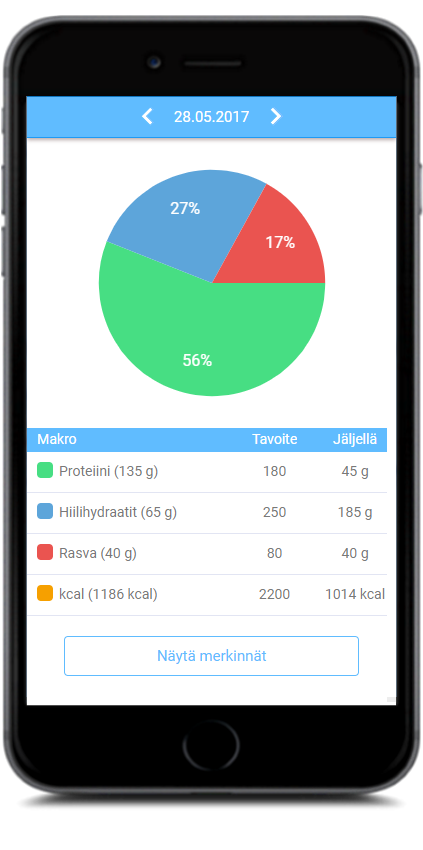 28.05.2017
27%
17%
56%
Makro Tavoite Jäljellä
Proteiini (135 g) 180 45 g
Hiilihydraatit (65 g) 250 185 g
Rasva (40 g) 80 40 g
kcal (1186 kcal) 2200 1014 kcal
Näytä merkinnät